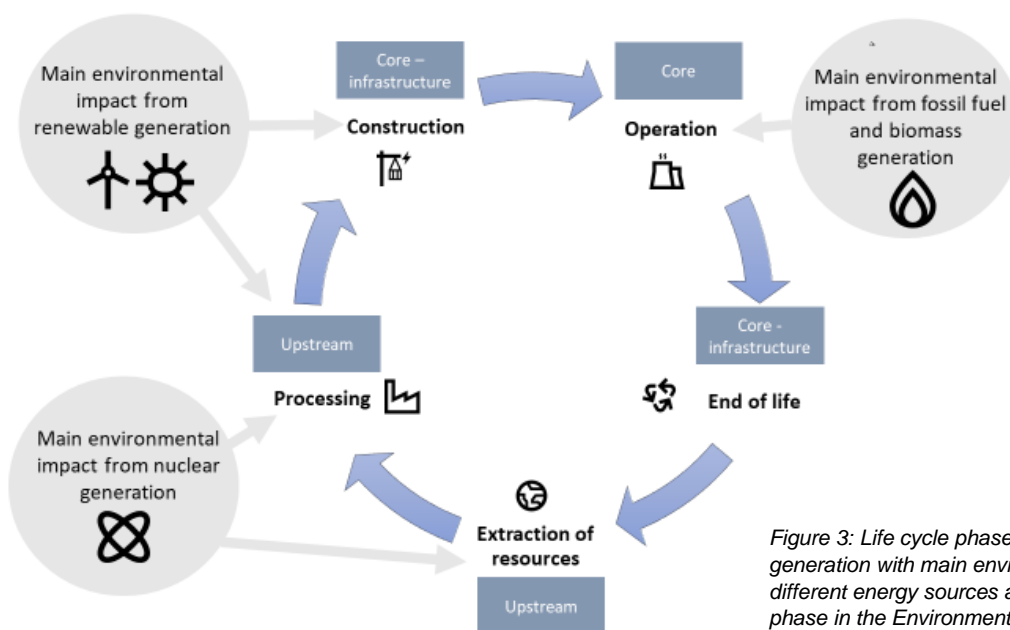 Main environmental
impact from
renewable generation
Core –
infrastructure
Construction
Core
Operation
Main environmental
impact from fossil fuel
and biomass
generation
Upstream
Processing
Core -
infrastructure
End of life
Main environmental
impact from nuclear
generation
Extraction of
resources
Upstream
Figure 3: Life cycle phase
generation with main envi
different energy sources a
phase in the Environment